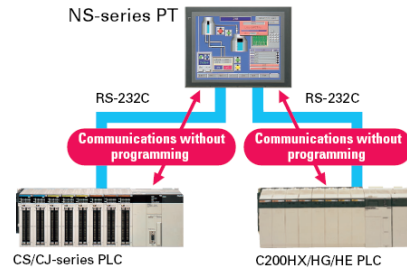 NS-series PT
RS-232C
RS-232C
Communications without
programming
Communications without
programming
CS/CJ-series PLC
C200HX/HG/HE PLC